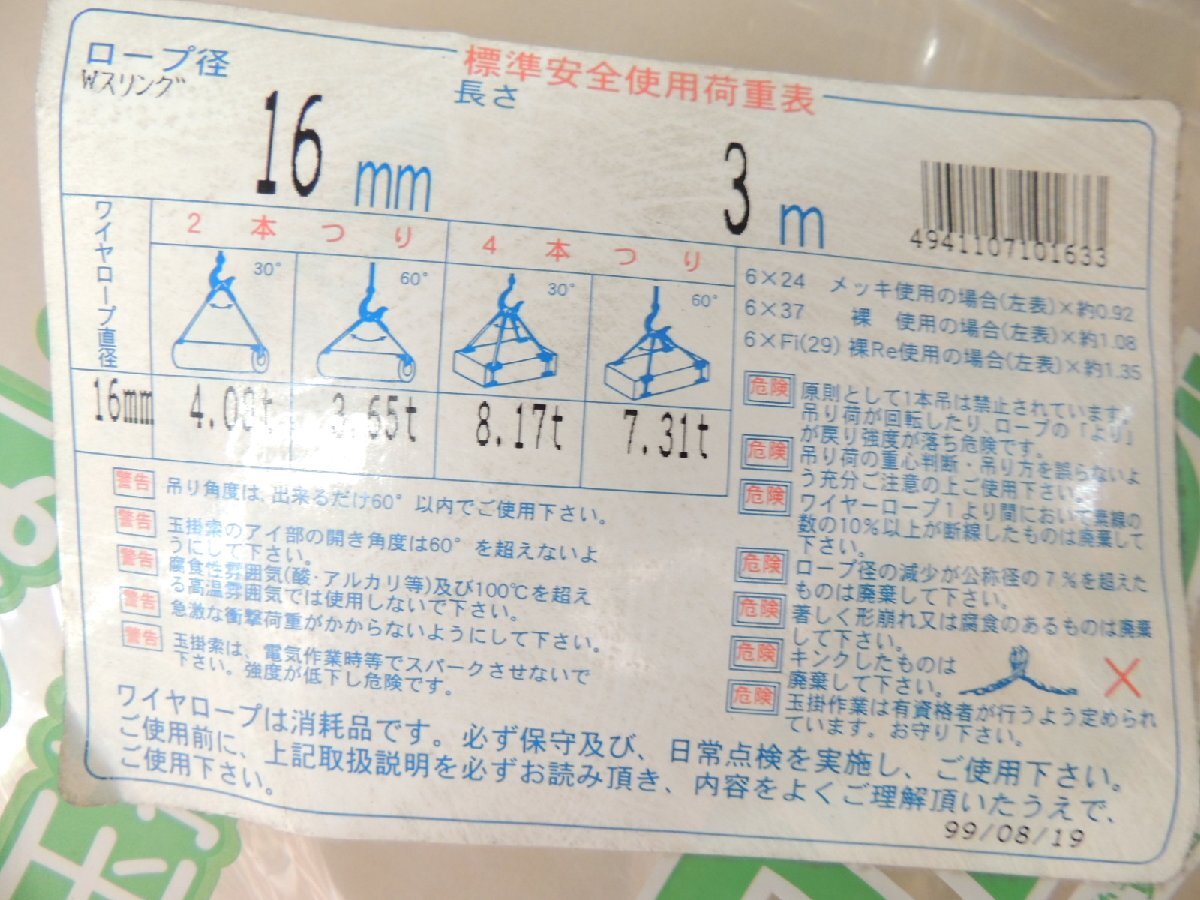 標準安全使用荷重表
ロープ径
Wスリング
16 mm
長さ
3 m
4941107101633
ワイヤロープ直径
2本つり
4本つり
30°
60°
30°
60°
16mm
4.08t
3.65t
8.17t
7.31t
6×24 メッキ使用の場合(左表)×約0.92
6×37 裸 使用の場合(左表)×約1.08
6×Fi(29) 裸Re使用の場合(左表)×約1.35
警告 吊り角度は、出来るだけ60°以内でご使用下さい。
警告 玉掛索のアイ部の開き角度は60°を超えないよ
うにして下さい。
警告 腐食性雰囲気(酸・アルカリ等)及び100℃を超え
る高温雰囲気では使用しないで下さい。
警告 急激な衝撃荷重がかからないようにして下さい。
警告 玉掛索は、電気作業時等でスパークさせないで
下さい。強度が低下し危険です。
危険 原則として1本吊は禁止されています。
吊り荷が回転したり、ロープの「より」
が戻り強度が落ち危険です。
危険 吊り荷の重心判断・吊り方を誤らないよ
う充分ご注意の上ご使用下さい。
危険 ワイヤーロープ1より間において素線の
数の10%以上が断線したものは廃棄して
下さい。
危険 ロープ径の減少が公称径の7%を超えた
ものは廃棄して下さい。
危険 著しく形崩れ又は腐食のあるものは廃棄
して下さい。
危険 キンクしたものは
廃棄して下さい。
危険 玉掛作業は有資格者が行うよう定められ
ています。お守り下さい。
ワイヤロープは消耗品です。必ず保守及び、日常点検を実施し、ご使用下さい。
ご使用前に、上記取扱説明を必ずお読み頂き、内容をよくご理解頂いたうえで、
ご使用下さい。
99/08/19